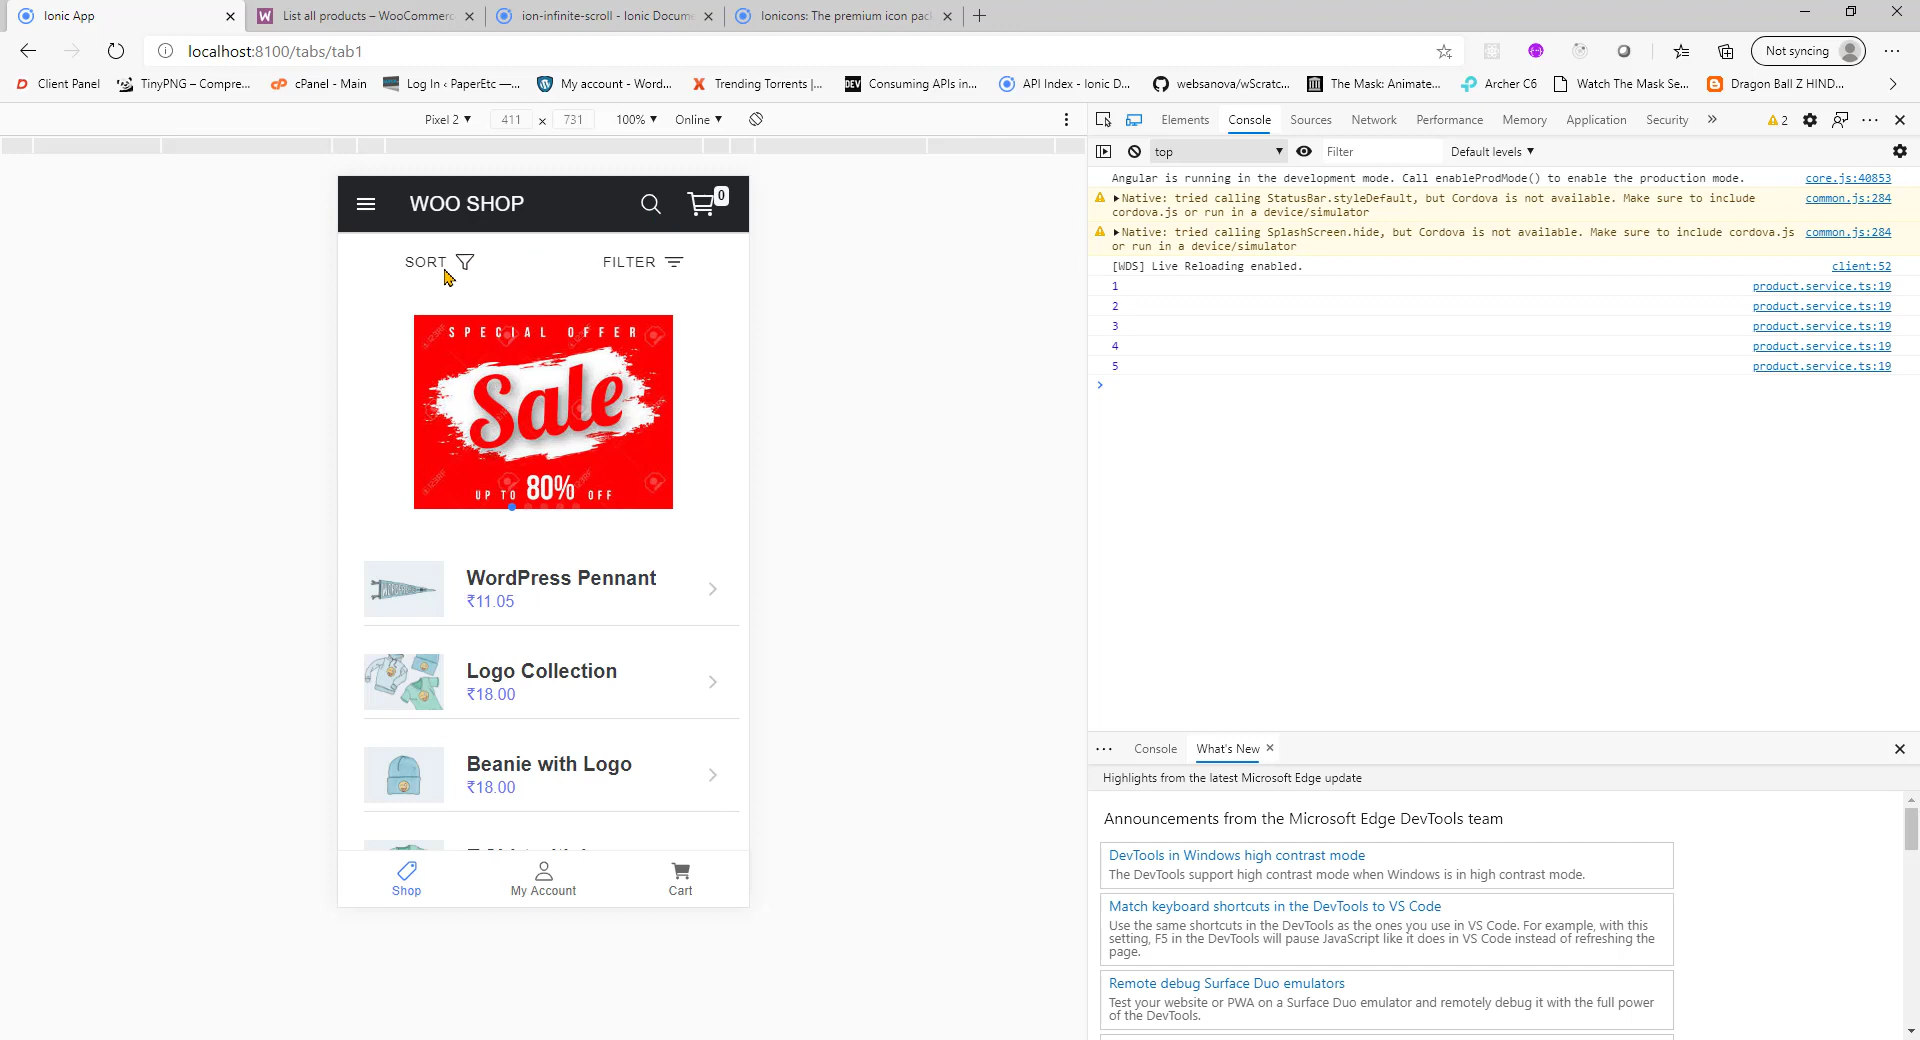 Ionic App
List all products – WooCommerc
ion-infinite-scroll - Ionic Docume
Ionicons: The premium icon pac
localhost:8100/tabs/tab1
Not syncing
Client Panel
TinyPNG – Compre...
cPanel - Main
Log In ‹ PaperEtc —...
My account - Word...
Trending Torrents |...
Consuming APIs in...
API Index - Ionic D...
websanova/wScratc...
The Mask: Animate...
Archer C6
Watch The Mask Se...
Dragon Ball Z HIND...
Pixel 2 ▼ 411 x 731 100% ▼ Online ▼
Elements Console Sources Network Performance Memory Application Security » 2
top ▼ Filter Default levels ▼
Angular is running in the development mode. Call enableProdMode() to enable the production mode. core.js:40853
▶Native: tried calling StatusBar.styleDefault, but Cordova is not available. Make sure to include common.js:284
cordova.js or run in a device/simulator
▶Native: tried calling SplashScreen.hide, but Cordova is not available. Make sure to include cordova.js common.js:284
or run in a device/simulator
[WDS] Live Reloading enabled. client:52
1 product.service.ts:19
2 product.service.ts:19
3 product.service.ts:19
4 product.service.ts:19
5 product.service.ts:19
WOO SHOP 0
SORT FILTER
SPECIAL OFFER
Sale
UP TO 80% OFF
WordPress Pennant
₹11.05
Logo Collection
₹18.00
Beanie with Logo
₹18.00
Shop My Account Cart
Console What's New
Highlights from the latest Microsoft Edge update
Announcements from the Microsoft Edge DevTools team
DevTools in Windows high contrast mode
The DevTools support high contrast mode when Windows is in high contrast mode.
Match keyboard shortcuts in the DevTools to VS Code
Use the same shortcuts in the DevTools as the ones you use in VS Code. For example, with this
setting, F5 in the DevTools will pause JavaScript like it does in VS Code instead of refreshing the
page.
Remote debug Surface Duo emulators
Test your website or PWA on a Surface Duo emulator and remotely debug it with the full power
of the DevTools.